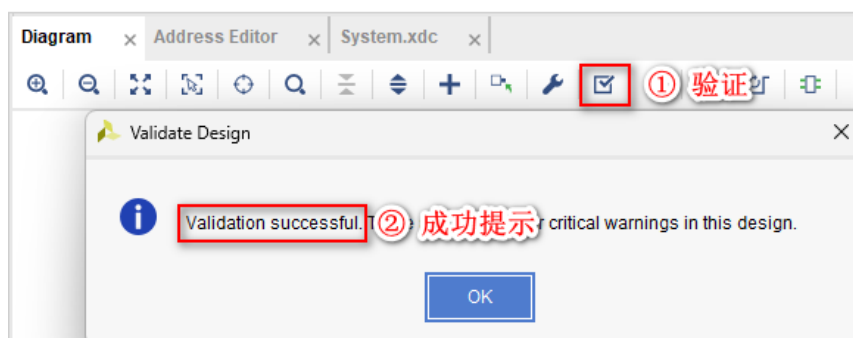 Diagram × Address Editor × System.xdc ×
① 验证
Validate Design
Validation successful. ② 成功提示 critical warnings in this design.
OK